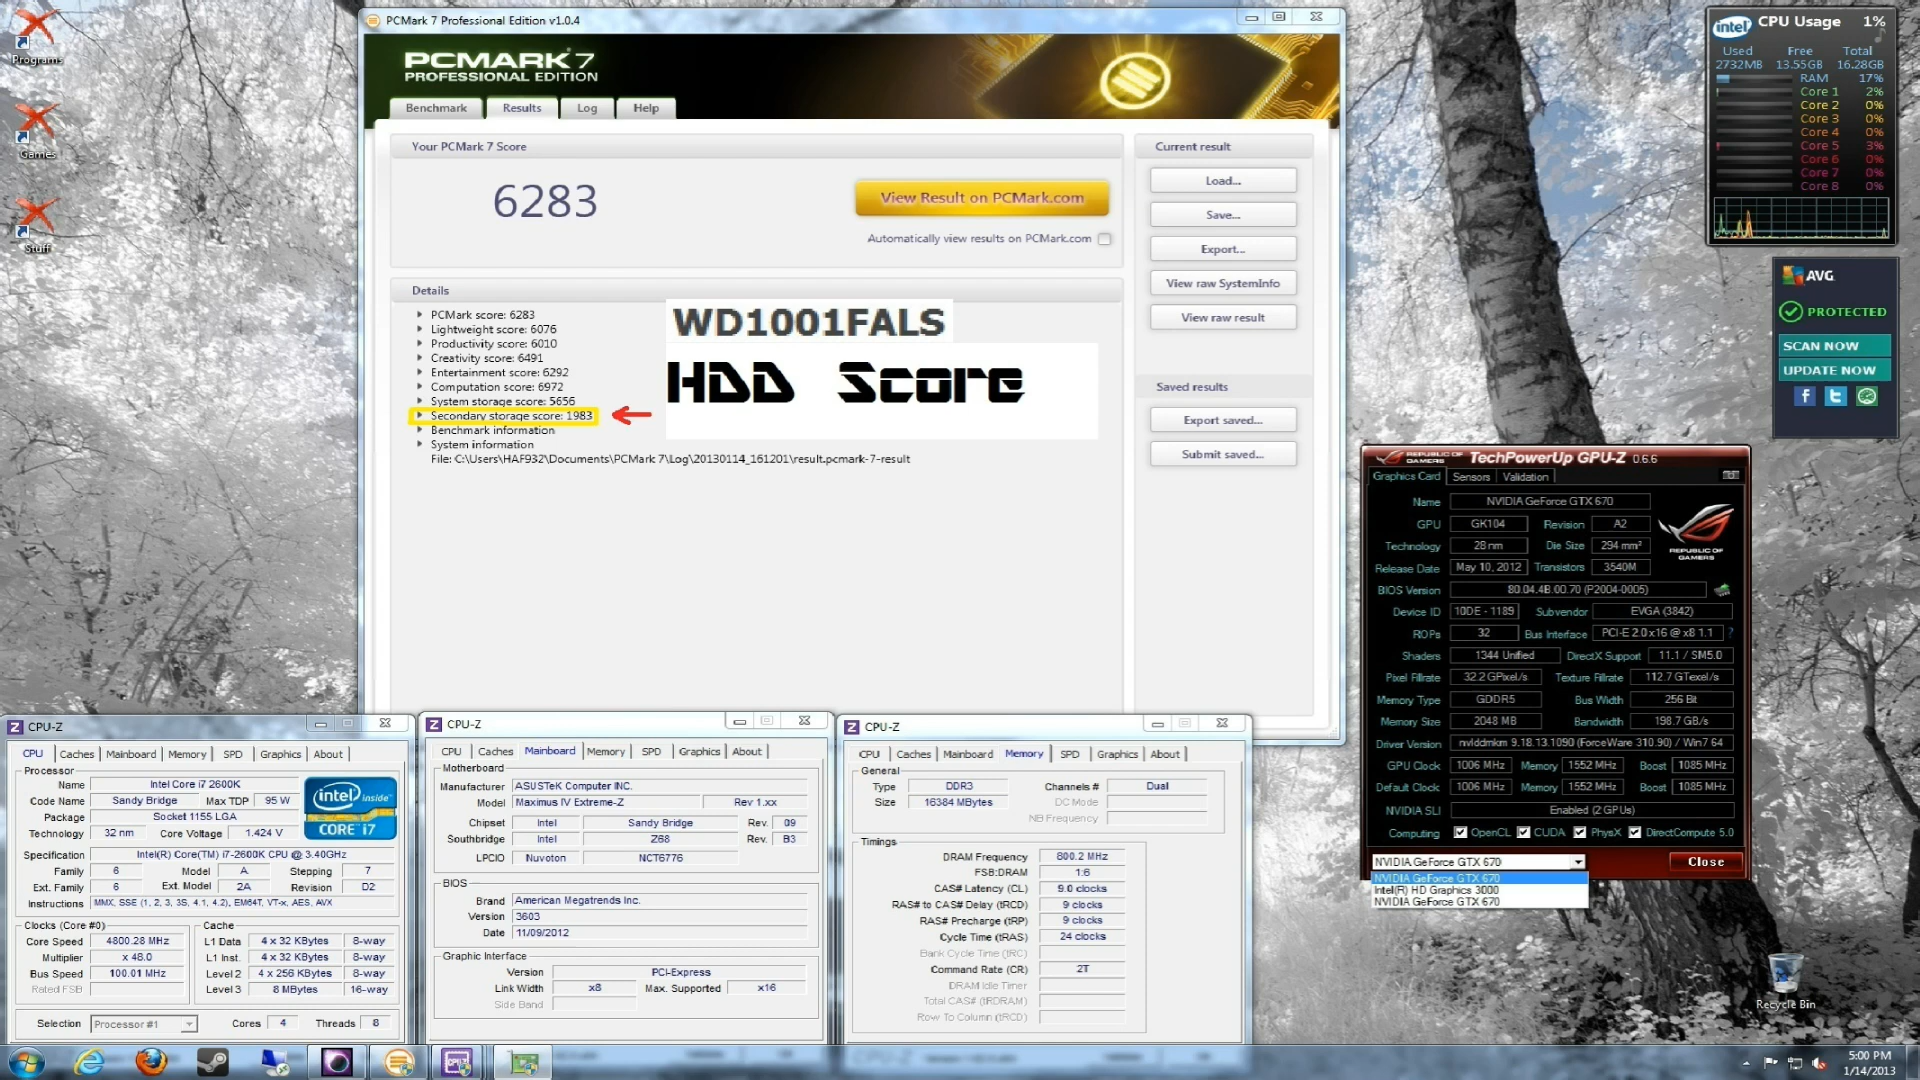 Programs
Games
Stuff
PCMark 7 Professional Edition v1.0.4
PCMARK® 7
PROFESSIONAL EDITION
Benchmark Results Log Help
Your PCMark 7 Score
6283
View Result on PCMark.com
Automatically view results on PCMark.com
Details
PCMark score: 6283
Lightweight score: 6076
Productivity score: 6010
Creativity score: 6491
Entertainment score: 6292
Computation score: 6972
System storage score: 5656
Secondary storage score: 1983
Benchmark information
System information
File: C:\Users\HAF932\Documents\PCMark 7\Log\20130114_161201\result.pcmark-7-result
WD1001FALS
HDD Score
Current result
Load...
Save...
Export...
View raw SystemInfo
View raw result
Saved results
Export saved...
Submit saved...
intel CPU Usage 1%
Used Free Total
2732MB 13.55GB 16.28GB
RAM 17%
Core 1 2%
Core 2 0%
Core 3 0%
Core 4 0%
Core 5 3%
Core 6 0%
Core 7 0%
Core 8 0%
AVG
PROTECTED
SCAN NOW
UPDATE NOW
REPUBLIC OF GAMERS TechPowerUp GPU-Z 0.6.6
Graphics Card Sensors Validation
Name NVIDIA GeForce GTX 670
GPU GK104 Revision A2
Technology 28 nm Die Size 294 mm²
REPUBLIC OF GAMERS
Release Date May 10, 2012 Transistors 3540M
BIOS Version 80.04.4B.00.70 (P2004-0005)
Device ID 10DE - 1189 Subvendor EVGA (3842)
ROPs 32 Bus Interface PCI-E 2.0 x16 @ x8 1.1 ?
Shaders 1344 Unified DirectX Support 11.1 / SM5.0
Pixel Fillrate 32.2 GPixel/s Texture Fillrate 112.7 GTexel/s
Memory Type GDDR5 Bus Width 256 Bit
Memory Size 2048 MB Bandwidth 198.7 GB/s
Driver Version nvlddmkm 9.18.13.1090 (ForceWare 310.90) / Win7 64
GPU Clock 1006 MHz Memory 1552 MHz Boost 1085 MHz
Default Clock 1006 MHz Memory 1552 MHz Boost 1085 MHz
NVIDIA SLI Enabled (2 GPUs)
Computing OpenCL CUDA PhysX DirectCompute 5.0
NVIDIA GeForce GTX 670 Close
NVIDIA GeForce GTX 670
Intel(R) HD Graphics 3000
NVIDIA GeForce GTX 670
CPU-Z
CPU Caches Mainboard Memory SPD Graphics About
Processor
Name Intel Core i7 2600K
Code Name Sandy Bridge Max TDP 95 W
Package Socket 1155 LGA
Technology 32 nm Core Voltage 1.424 V
intel inside
CORE i7
Specification Intel(R) Core(TM) i7-2600K CPU @ 3.40GHz
Family 6 Model A Stepping 7
Ext. Family 6 Ext. Model 2A Revision D2
Instructions MMX, SSE (1, 2, 3, 3S, 4.1, 4.2), EM64T, VT-x, AES, AVX
Clocks (Core #0)
Core Speed 4800.28 MHz
Multiplier x 48.0
Bus Speed 100.01 MHz
Rated FSB
Cache
L1 Data 4 x 32 KBytes 8-way
L1 Inst. 4 x 32 KBytes 8-way
Level 2 4 x 256 KBytes 8-way
Level 3 8 MBytes 16-way
Selection Processor #1 Cores 4 Threads 8
CPU-Z
CPU Caches Mainboard Memory SPD Graphics About
Motherboard
Manufacturer ASUSTeK Computer INC.
Model Maximus IV Extreme-Z Rev 1.xx
Chipset Intel Sandy Bridge Rev. 09
Southbridge Intel Z68 Rev. B3
LPCIO Nuvoton NCT6776
BIOS
Brand American Megatrends Inc.
Version 3603
Date 11/09/2012
Graphic Interface
Version PCI-Express
Link Width x8 Max. Supported x16
Side Band
CPU-Z
CPU Caches Mainboard Memory SPD Graphics About
General
Type DDR3 Channels # Dual
Size 16384 MBytes DC Mode
NB Frequency
Timings
DRAM Frequency 800.2 MHz
FSB:DRAM 1:6
CAS# Latency (CL) 9.0 clocks
RAS# to CAS# Delay (tRCD) 9 clocks
RAS# Precharge (tRP) 9 clocks
Cycle Time (tRAS) 24 clocks
Bank Cycle Time (tRC)
Command Rate (CR) 2T
DRAM Idle Timer
Total CAS# (tRDRAM)
Row To Column (tRCD)
Recycle Bin
5:00 PM
1/14/2013